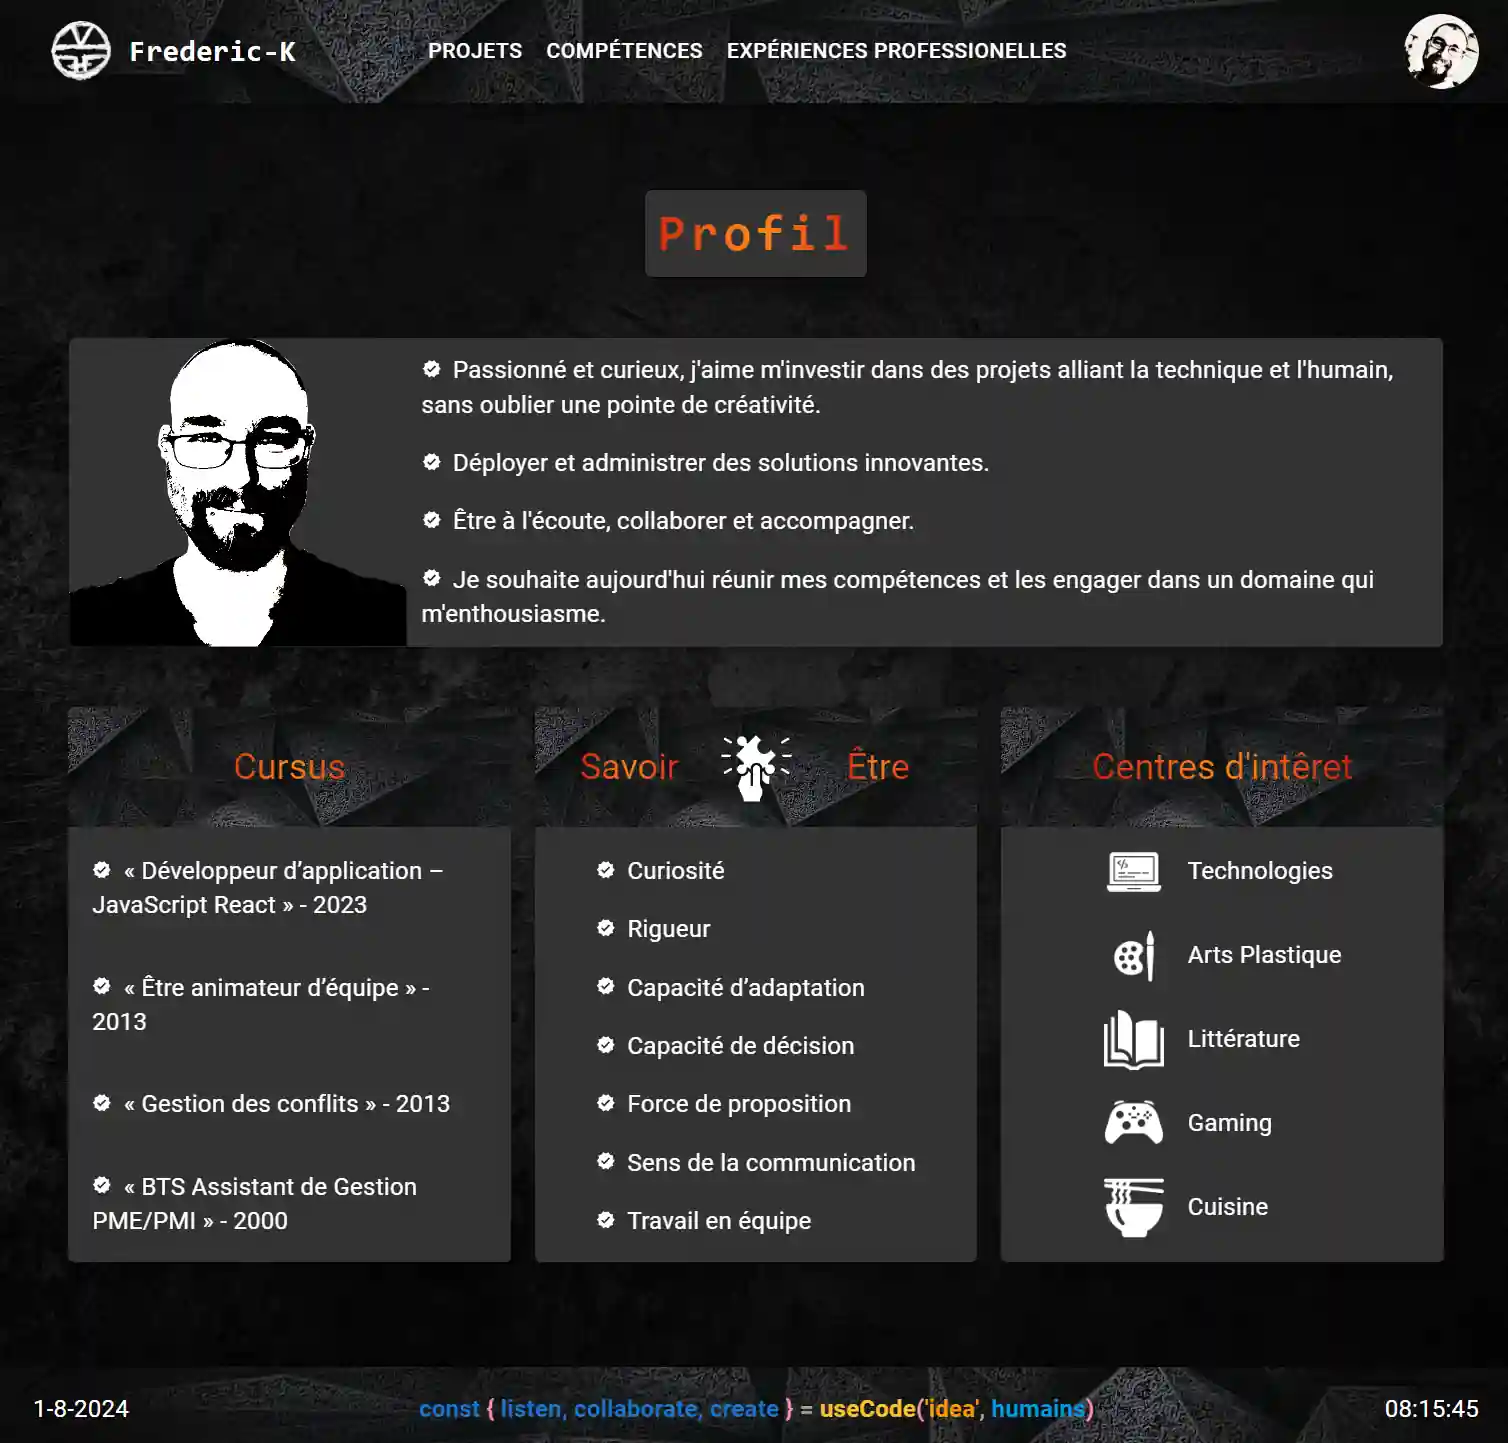 Frederic-K
PROJETS COMPÉTENCES EXPÉRIENCES PROFESSIONELLES
Profil
Passionné et curieux, j'aime m'investir dans des projets alliant la technique et l'humain,
sans oublier une pointe de créativité.
Déployer et administrer des solutions innovantes.
Être à l'écoute, collaborer et accompagner.
Je souhaite aujourd'hui réunir mes compétences et les engager dans un domaine qui
m'enthousiasme.
Cursus
« Développeur d’application –
JavaScript React » - 2023
« Être animateur d’équipe » -
2013
« Gestion des conflits » - 2013
« BTS Assistant de Gestion
PME/PMI » - 2000
Savoir Être
Curiosité
Rigueur
Capacité d’adaptation
Capacité de décision
Force de proposition
Sens de la communication
Travail en équipe
Centres d'intêret
Technologies
Arts Plastique
Littérature
Gaming
Cuisine
1-8-2024
const { listen, collaborate, create } = useCode('idea', humains)
08:15:45